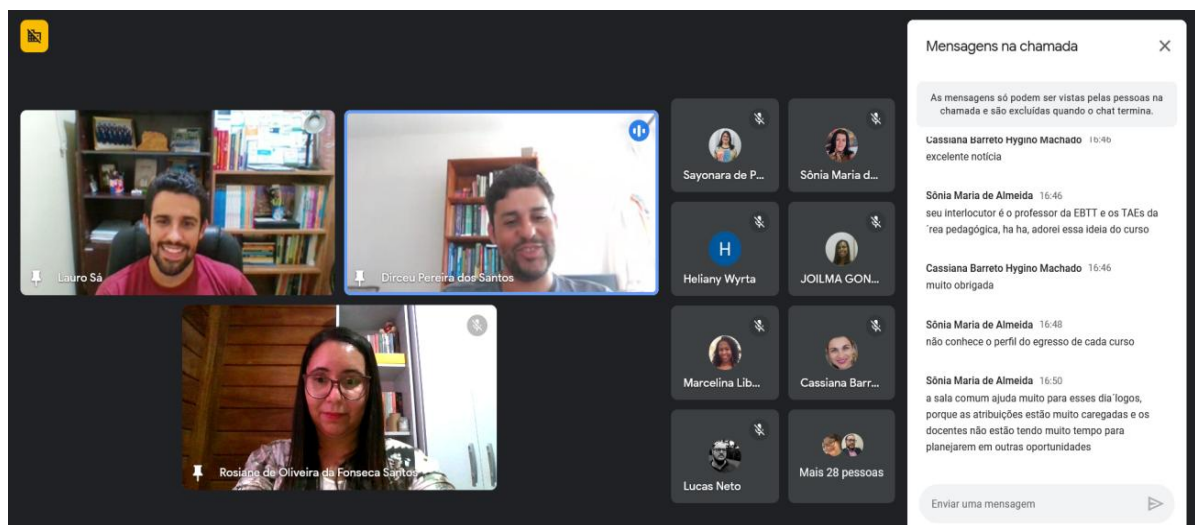 Lauro Sá
Dirceu Pereira dos Santos
Rosiane de Oliveira da Fonseca Santos
Sayonara de P...
Sônia Maria d...
H
Heliany Wyrta
JOILMA GON...
Marcelina Lib...
Cassiana Barr...
Lucas Neto
Mais 28 pessoas
Mensagens na chamada
As mensagens só podem ser vistas pelas pessoas na
chamada e são excluídas quando o chat termina.
Cassiana Barreto Hygino Machado 16:46
excelente notícia
Sônia Maria de Almeida 16:46
seu interlocutor é o professor da EBTT e os TAEs da
´rea pedagógica, ha ha, adorei essa ideia do curso
Cassiana Barreto Hygino Machado 16:46
muito obrigada
Sônia Maria de Almeida 16:48
não conhece o perfil do egresso de cada curso
Sônia Maria de Almeida 16:50
a sala comum ajuda muito para esses dia´logos,
porque as atribuições estão muito caregadas e os
docentes não estão tendo muito tempo para
planejarem em outras oportunidades
Enviar uma mensagem